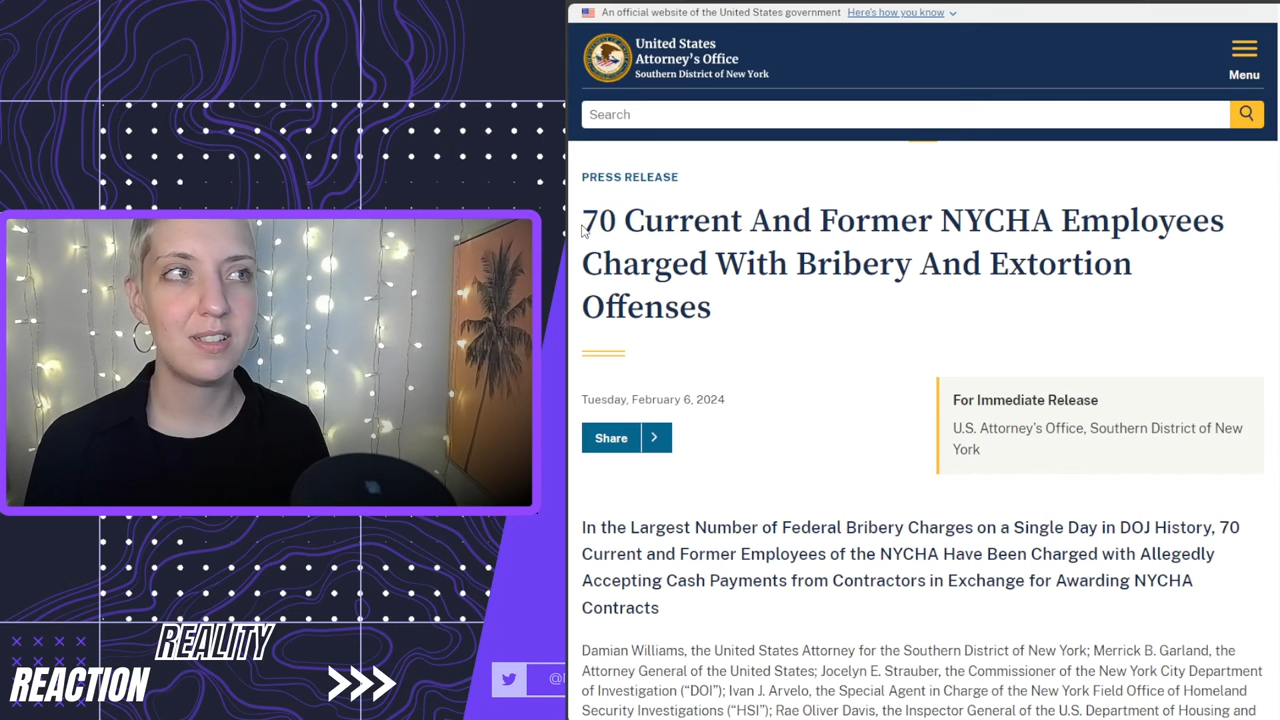 An official website of the United States government Here's how you know
United States
Attorney's Office
Southern District of New York
Menu
Search
PRESS RELEASE
70 Current And Former NYCHA Employees
Charged With Bribery And Extortion
Offenses
Tuesday, February 6, 2024
Share
For Immediate Release
U.S. Attorney's Office, Southern District of New
York
In the Largest Number of Federal Bribery Charges on a Single Day in DOJ History, 70
Current and Former Employees of the NYCHA Have Been Charged with Allegedly
Accepting Cash Payments from Contractors in Exchange for Awarding NYCHA
Contracts
Damian Williams, the United States Attorney for the Southern District of New York; Merrick B. Garland, the
Attorney General of the United States; Jocelyn E. Strauber, the Commissioner of the New York City Department
of Investigation (“DOI”); Ivan J. Arvelo, the Special Agent in Charge of the New York Field Office of Homeland
Security Investigations (“HSI”); Rae Oliver Davis, the Inspector General of the U.S. Department of Housing and
REALITY
REACTION